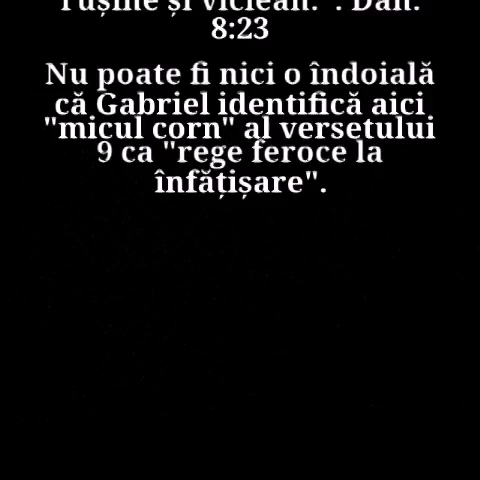 rușine și viclean." . Dan.
8:23
Nu poate fi nici o îndoială
că Gabriel identifică aici
"micul corn" al versetului
9 ca "rege feroce la
înfățișare".